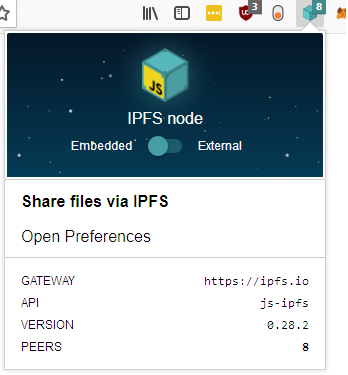 3
8
JS
IPFS node
Embedded External
Share files via IPFS
Open Preferences
GATEWAY https://ipfs.io
API js-ipfs
VERSION 0.28.2
PEERS 8